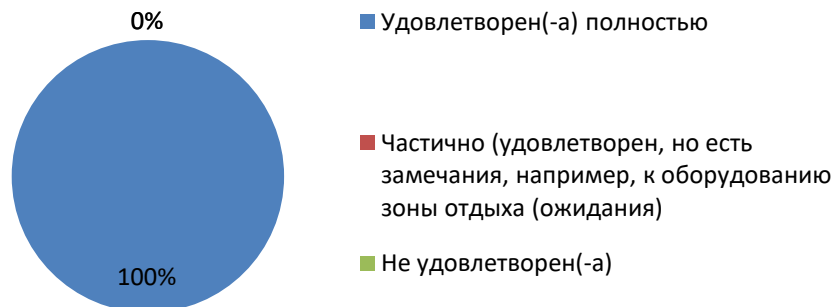 0%
100%
Удовлетворен(-а) полностью
Частично (удовлетворен, но есть
замечания, например, к оборудованию
зоны отдыха (ожидания)
Не удовлетворен(-а)